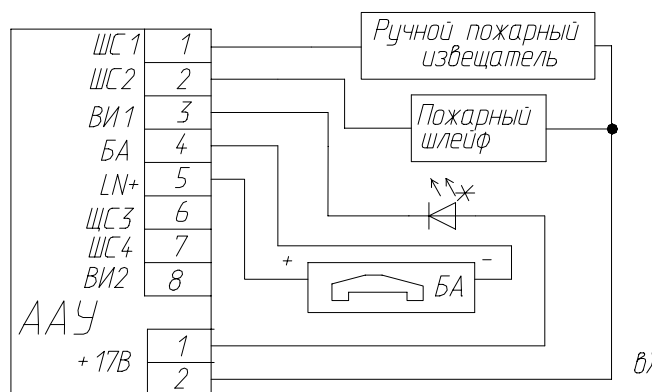 ШС1 1
ШС2 2
ВИ1 3
БА 4
LN+ 5
ЩС3 6
ШС4 7
ВИ2 8
ААУ
+17В 1
2
Ручной пожарный
извещатель
Пожарный
шлейф
*
+ -
БА